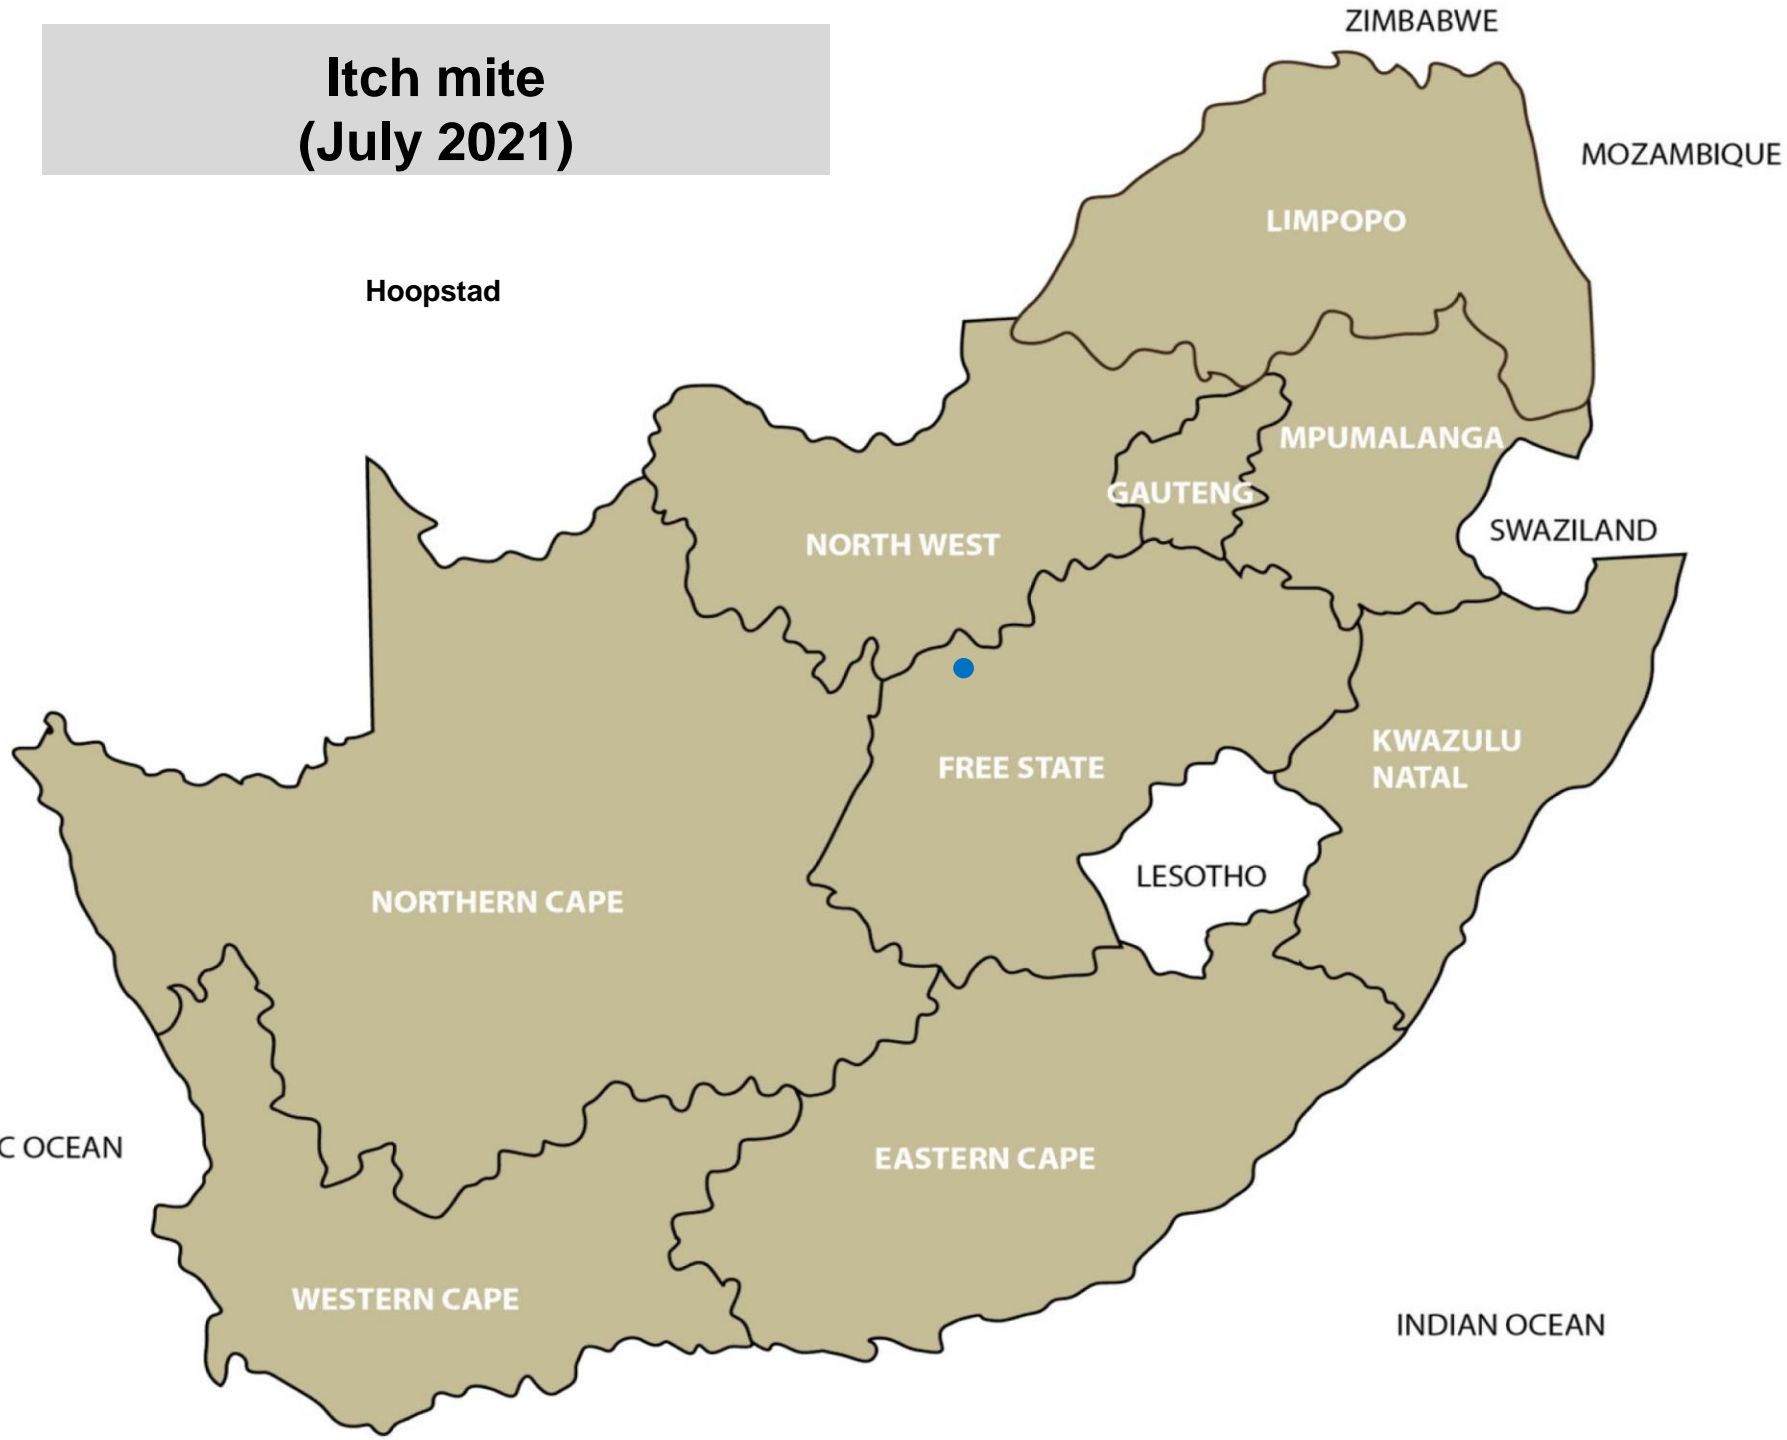 Itch mite
(July 2021)
Hoopstad
ZIMBABWE
MOZAMBIQUE
LIMPOPO
MPUMALANGA
GAUTENG
SWAZILAND
NORTH WEST
KWAZULU
NATAL
FREE STATE
LESOTHO
NORTHERN CAPE
C OCEAN
EASTERN CAPE
WESTERN CAPE
INDIAN OCEAN